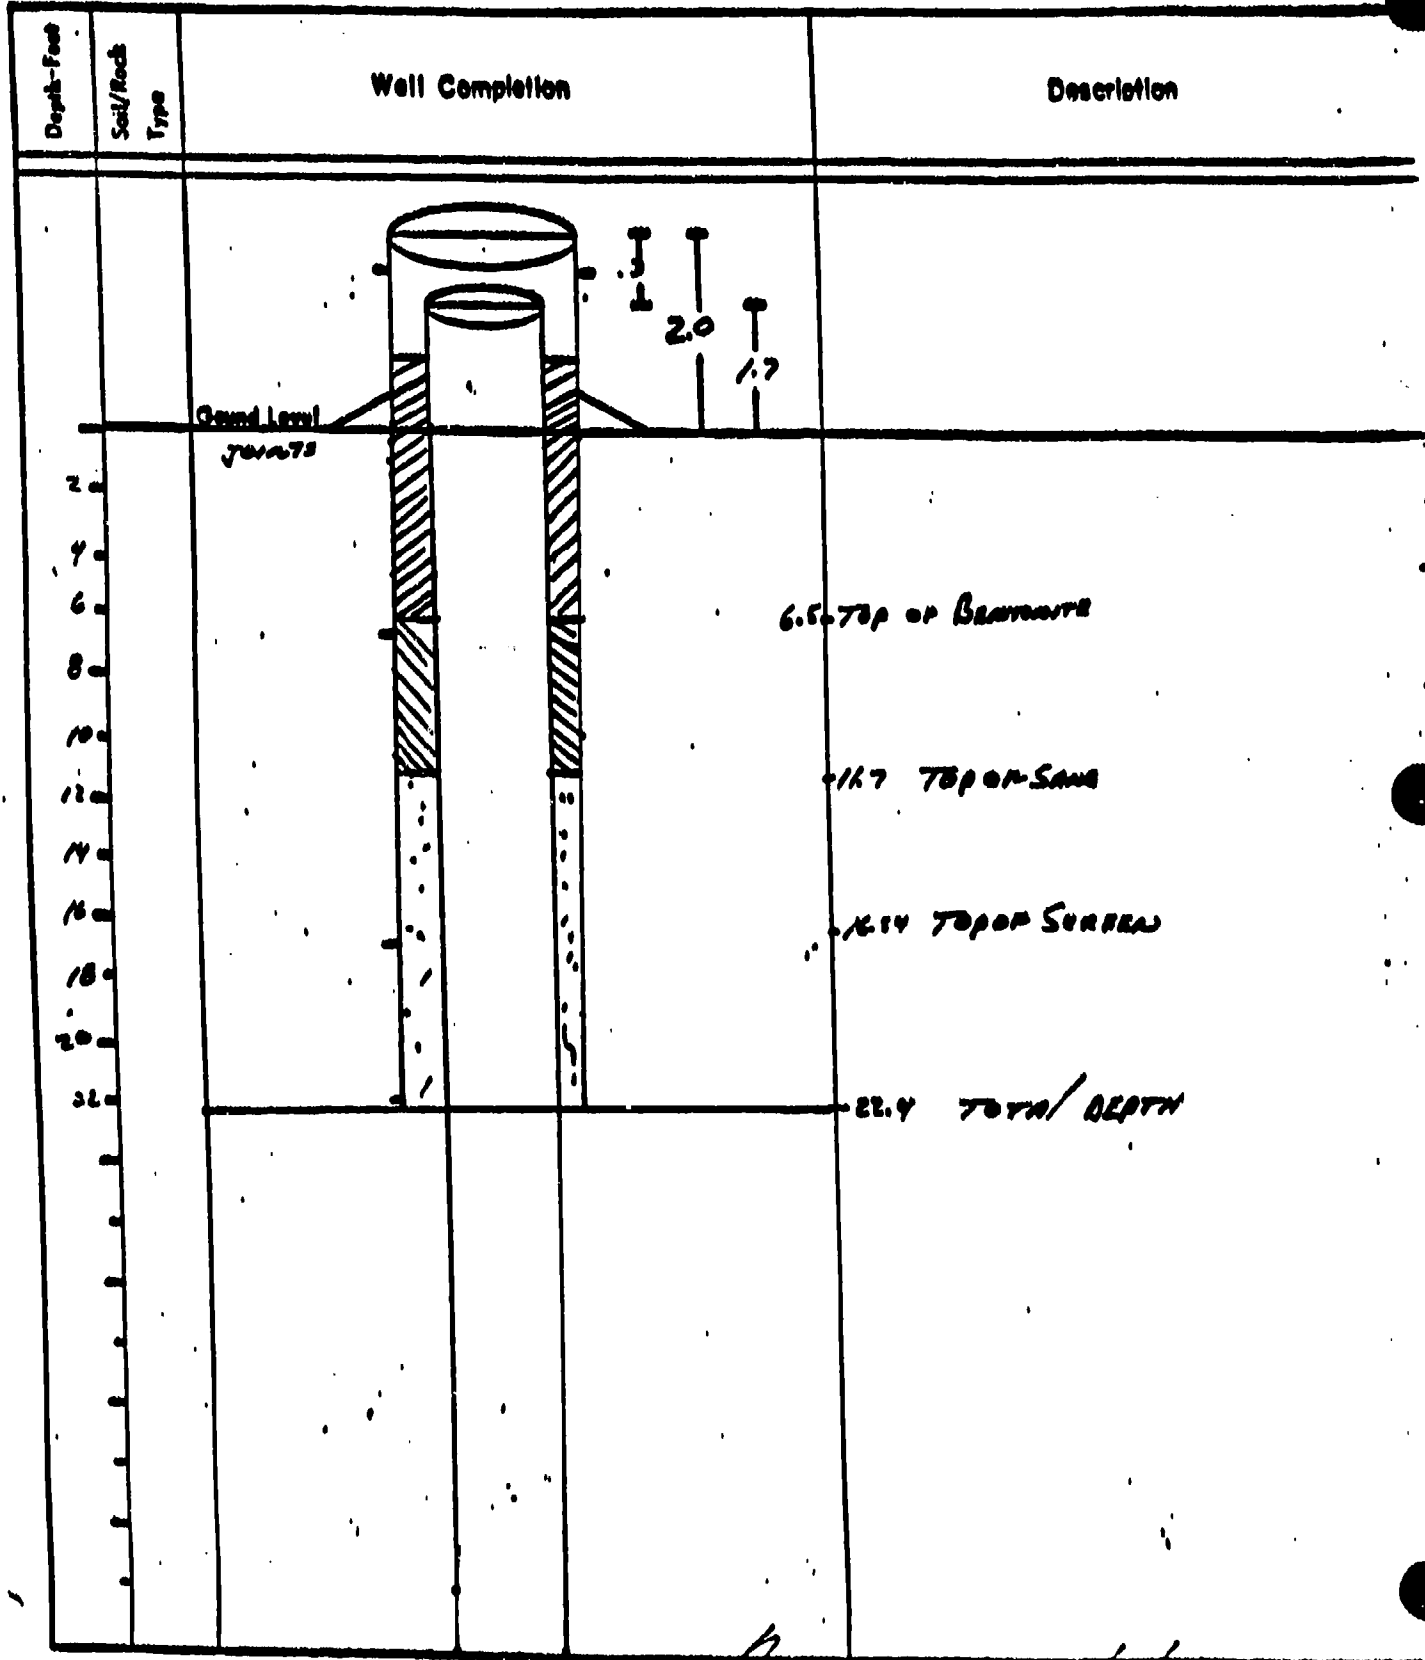 Depth-Feet
Soil/Rock Type
Well Completion
Description
.3
2.0
1.7
Ground Level
JOINTS
2
4
6
6.5 TOP OF BENTONITE
8
10
11.7 TOP OF SAND
12
14
16
TOP OF SCREEN
18
20
22
22.4 TOTAL DEPTH